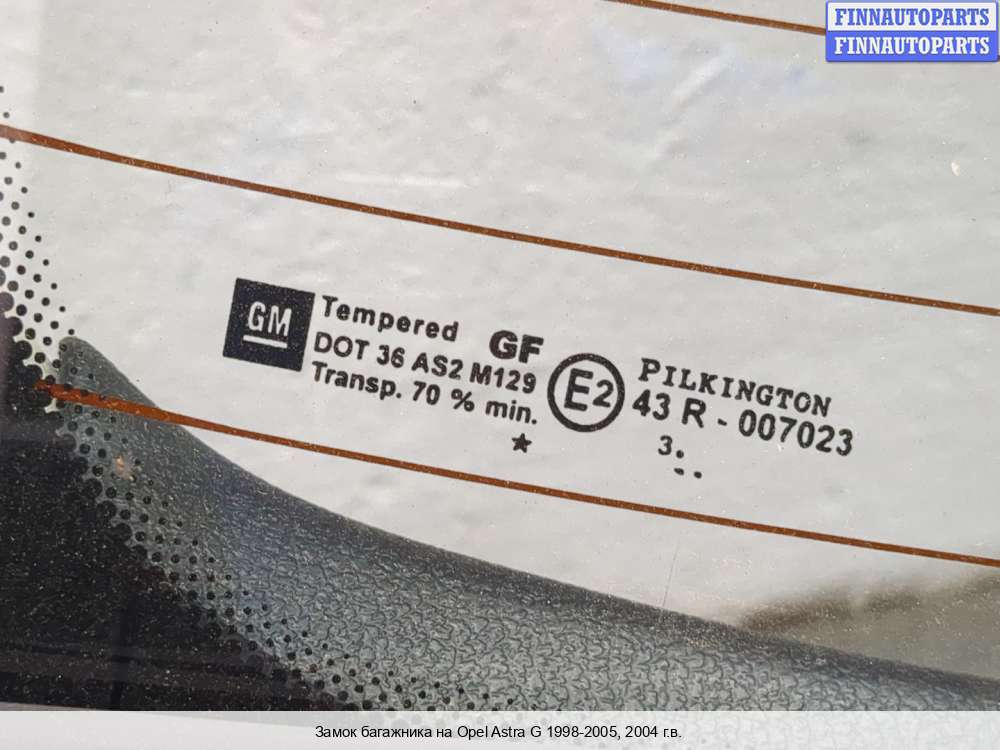 FINNAUTOPARTS
FINNAUTOPARTS
GM
Tempered GF
DOT 36 AS2 M129
Transp. 70 % min.
E2
PILKINGTON
43 R - 007023
3.
Замок багажника на Opel Astra G 1998-2005, 2004 г.в.